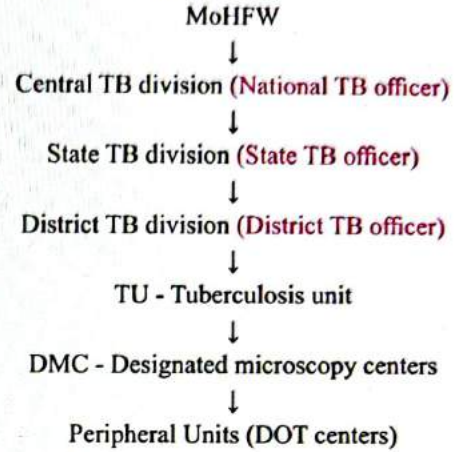 MoHFW
↓
Central TB division (National TB officer)
↓
State TB division (State TB officer)
↓
District TB division (District TB officer)
↓
TU - Tuberculosis unit
↓
DMC - Designated microscopy centers
↓
Peripheral Units (DOT centers)